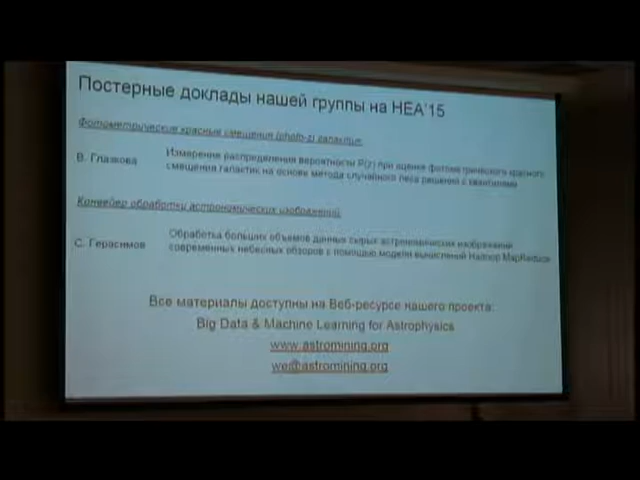 Постерные доклады нашей группы на HEA'15
Фотометрические красные смещения (photo-z) галактик
В. Глазкова
Измерение распределения вероятности P(z) при оценке фотометрического красного
смещения галактик на основе метода случайного леса решений с квантилями
Конвейер обработки астрономических изображений
С. Герасимов
Обработка больших объемов данных сырых астрономических изображений
современных небесных обзоров с помощью модели вычислений Hadoop MapReduce
Все материалы доступны на Веб-ресурсе нашего проекта:
Big Data & Machine Learning for Astrophysics
www.astromining.org
we@astromining.org